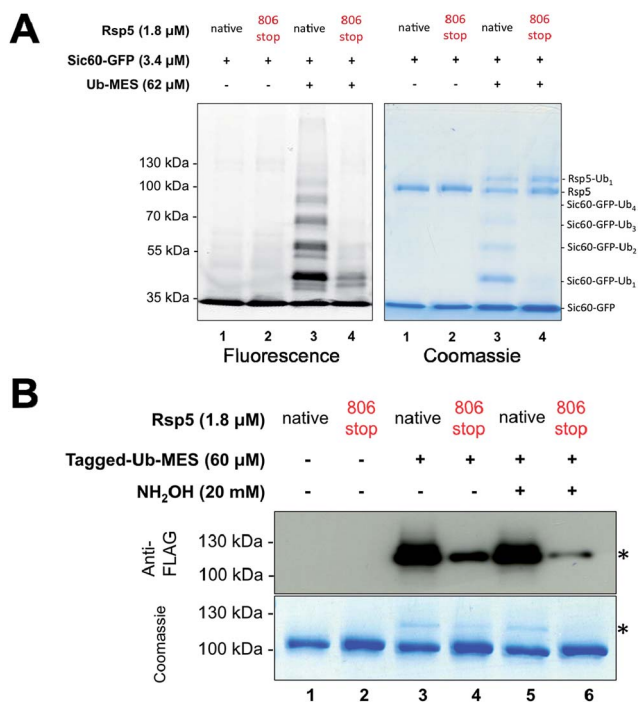 A
Rsp5 (1.8 µM) native 806 stop native 806 stop native 806 stop native 806 stop
Sic60-GFP (3.4 µM) + + + + + + + +
Ub-MES (62 µM) - - + + - - + +
130 kDa
100 kDa
70 kDa
55 kDa
35 kDa
Rsp5-Ub₁
Rsp5
Sic60-GFP-Ub₄
Sic60-GFP-Ub₃
Sic60-GFP-Ub₂
Sic60-GFP-Ub₁
Sic60-GFP
1 2 3 4 1 2 3 4
Fluorescence Coomassie
B
Rsp5 (1.8 µM) native 806 stop native 806 stop native 806 stop
Tagged-Ub-MES (60 µM) - - + + + +
NH₂OH (20 mM) - - - - + +
Anti-FLAG
130 kDa
100 kDa
*
Coomassie
130 kDa
100 kDa
*
1 2 3 4 5 6